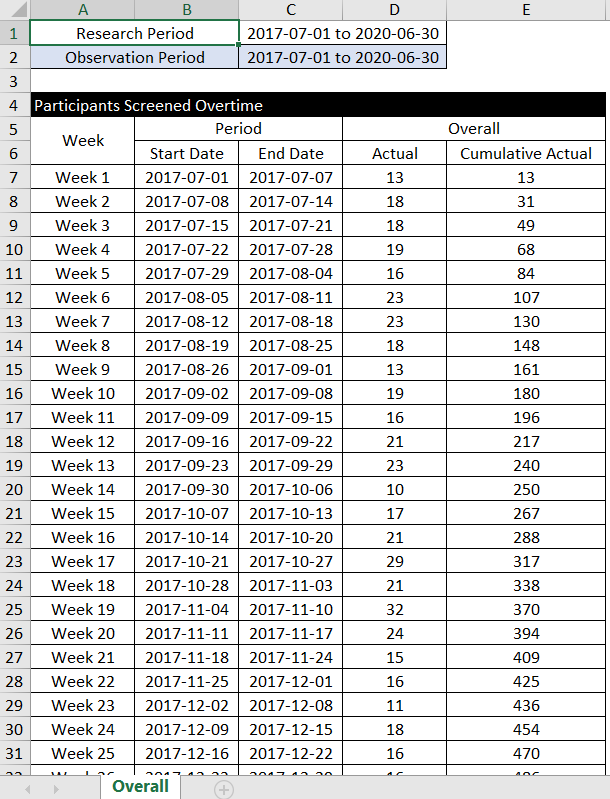 A B C D E
1 Research Period 2017-07-01 to 2020-06-30
2 Observation Period 2017-07-01 to 2020-06-30
3
4 Participants Screened Overtime
5 Week Period Overall
6 Start Date End Date Actual Cumulative Actual
7 Week 1 2017-07-01 2017-07-07 13 13
8 Week 2 2017-07-08 2017-07-14 18 31
9 Week 3 2017-07-15 2017-07-21 18 49
10 Week 4 2017-07-22 2017-07-28 19 68
11 Week 5 2017-07-29 2017-08-04 16 84
12 Week 6 2017-08-05 2017-08-11 23 107
13 Week 7 2017-08-12 2017-08-18 23 130
14 Week 8 2017-08-19 2017-08-25 18 148
15 Week 9 2017-08-26 2017-09-01 13 161
16 Week 10 2017-09-02 2017-09-08 19 180
17 Week 11 2017-09-09 2017-09-15 16 196
18 Week 12 2017-09-16 2017-09-22 21 217
19 Week 13 2017-09-23 2017-09-29 23 240
20 Week 14 2017-09-30 2017-10-06 10 250
21 Week 15 2017-10-07 2017-10-13 17 267
22 Week 16 2017-10-14 2017-10-20 21 288
23 Week 17 2017-10-21 2017-10-27 29 317
24 Week 18 2017-10-28 2017-11-03 21 338
25 Week 19 2017-11-04 2017-11-10 32 370
26 Week 20 2017-11-11 2017-11-17 24 394
27 Week 21 2017-11-18 2017-11-24 15 409
28 Week 22 2017-11-25 2017-12-01 16 425
29 Week 23 2017-12-02 2017-12-08 11 436
30 Week 24 2017-12-09 2017-12-15 18 454
31 Week 25 2017-12-16 2017-12-22 16 470
Overall